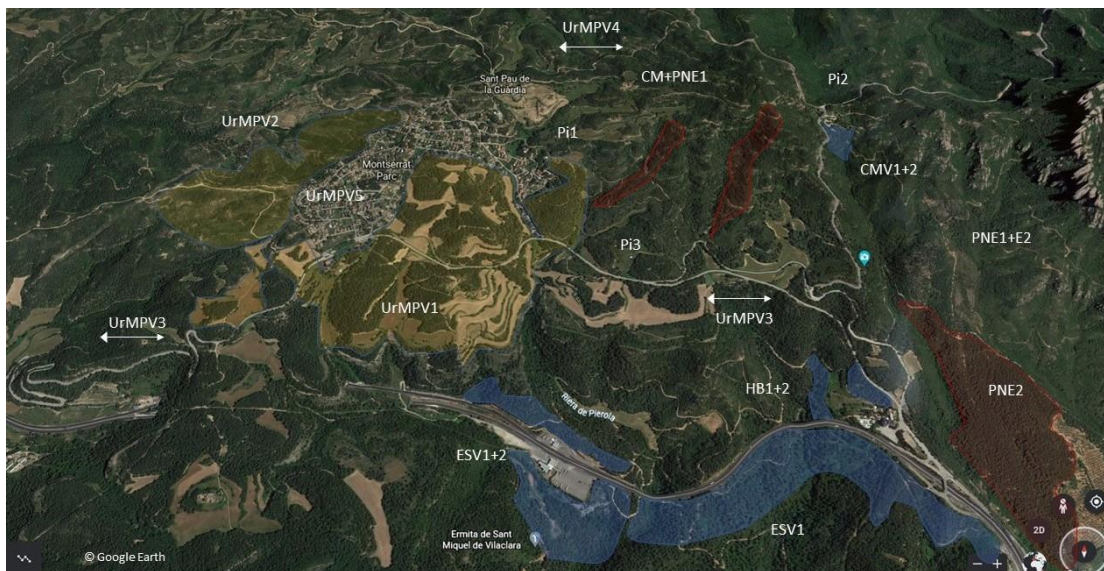 UrMPV4
CM+PNE1
Pi2
Sant Pau de
la Guàrdia
UrMPV2
Pi1
Montserrat
Parc
CMV1+2
UrMPV5
PNE1+E2
Pi3
UrMPV1
UrMPV3
UrMPV3
HB1+2
PNE2
Riera de Pierola
ESV1+2
ESV1
Ermita de Sant
Miquel de Vilaclara
2D
© Google Earth